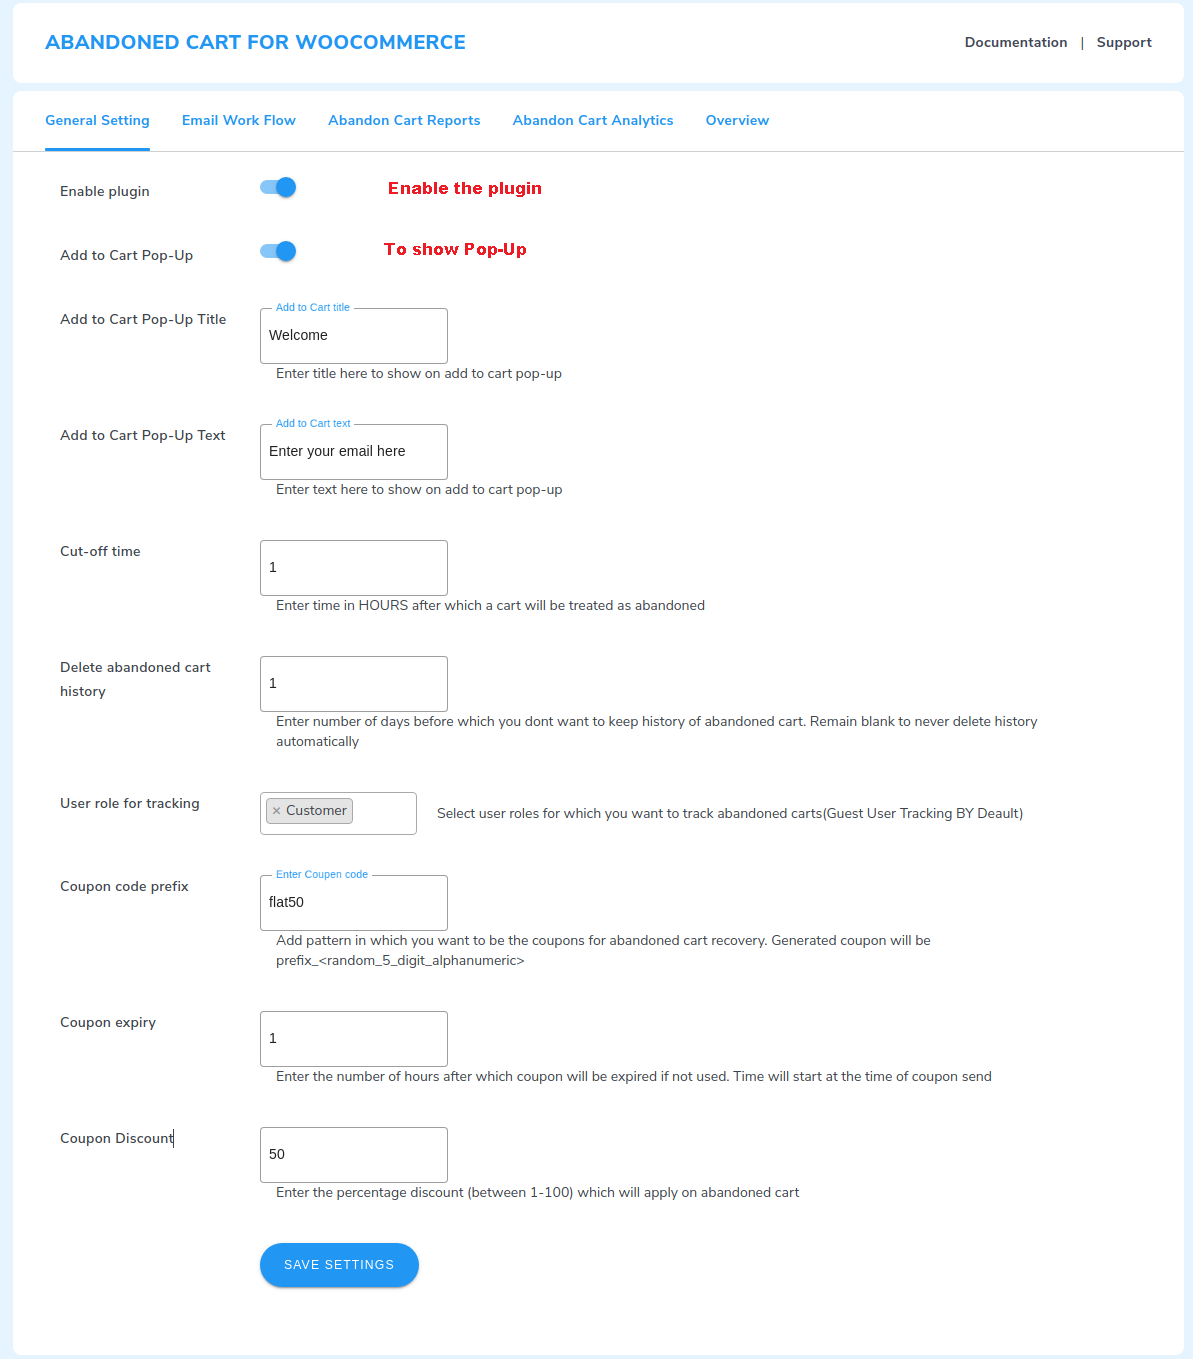 ABANDONED CART FOR WOOCOMMERCE
Documentation | Support
General Setting Email Work Flow Abandon Cart Reports Abandon Cart Analytics Overview
Enable plugin Enable the plugin
Add to Cart Pop-Up To show Pop-Up
Add to Cart title
Add to Cart Pop-Up Title
Welcome
Enter title here to show on add to cart pop-up
Add to Cart text
Add to Cart Pop-Up Text
Enter your email here
Enter text here to show on add to cart pop-up
Cut-off time
1
Enter time in HOURS after which a cart will be treated as abandoned
Delete abandoned cart
history
1
Enter number of days before which you dont want to keep history of abandoned cart. Remain blank to never delete history
automatically
User role for tracking
× Customer
Select user roles for which you want to track abandoned carts(Guest User Tracking BY Deault)
Enter Coupen code
Coupon code prefix
flat50
Add pattern in which you want to be the coupons for abandoned cart recovery. Generated coupon will be
prefix_<random_5_digit_alphanumeric>
Coupon expiry
1
Enter the number of hours after which coupon will be expired if not used. Time will start at the time of coupon send
Coupon Discount
50
Enter the percentage discount (between 1-100) which will apply on abandoned cart
SAVE SETTINGS